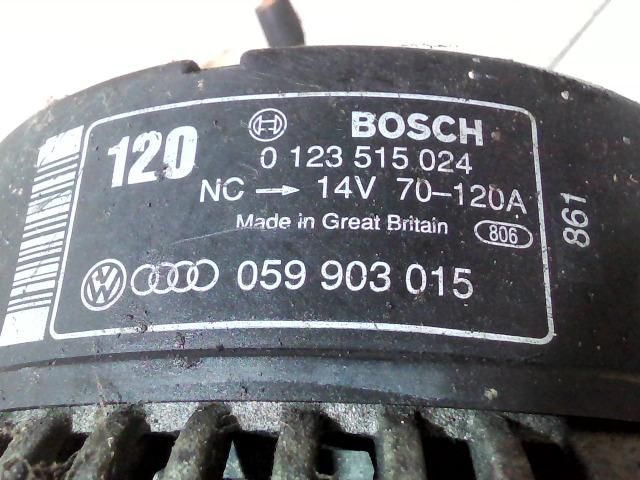 120 BOSCH
0 123 515 024
NC → 14V 70-120A
Made in Great Britain 806
861
059 903 015